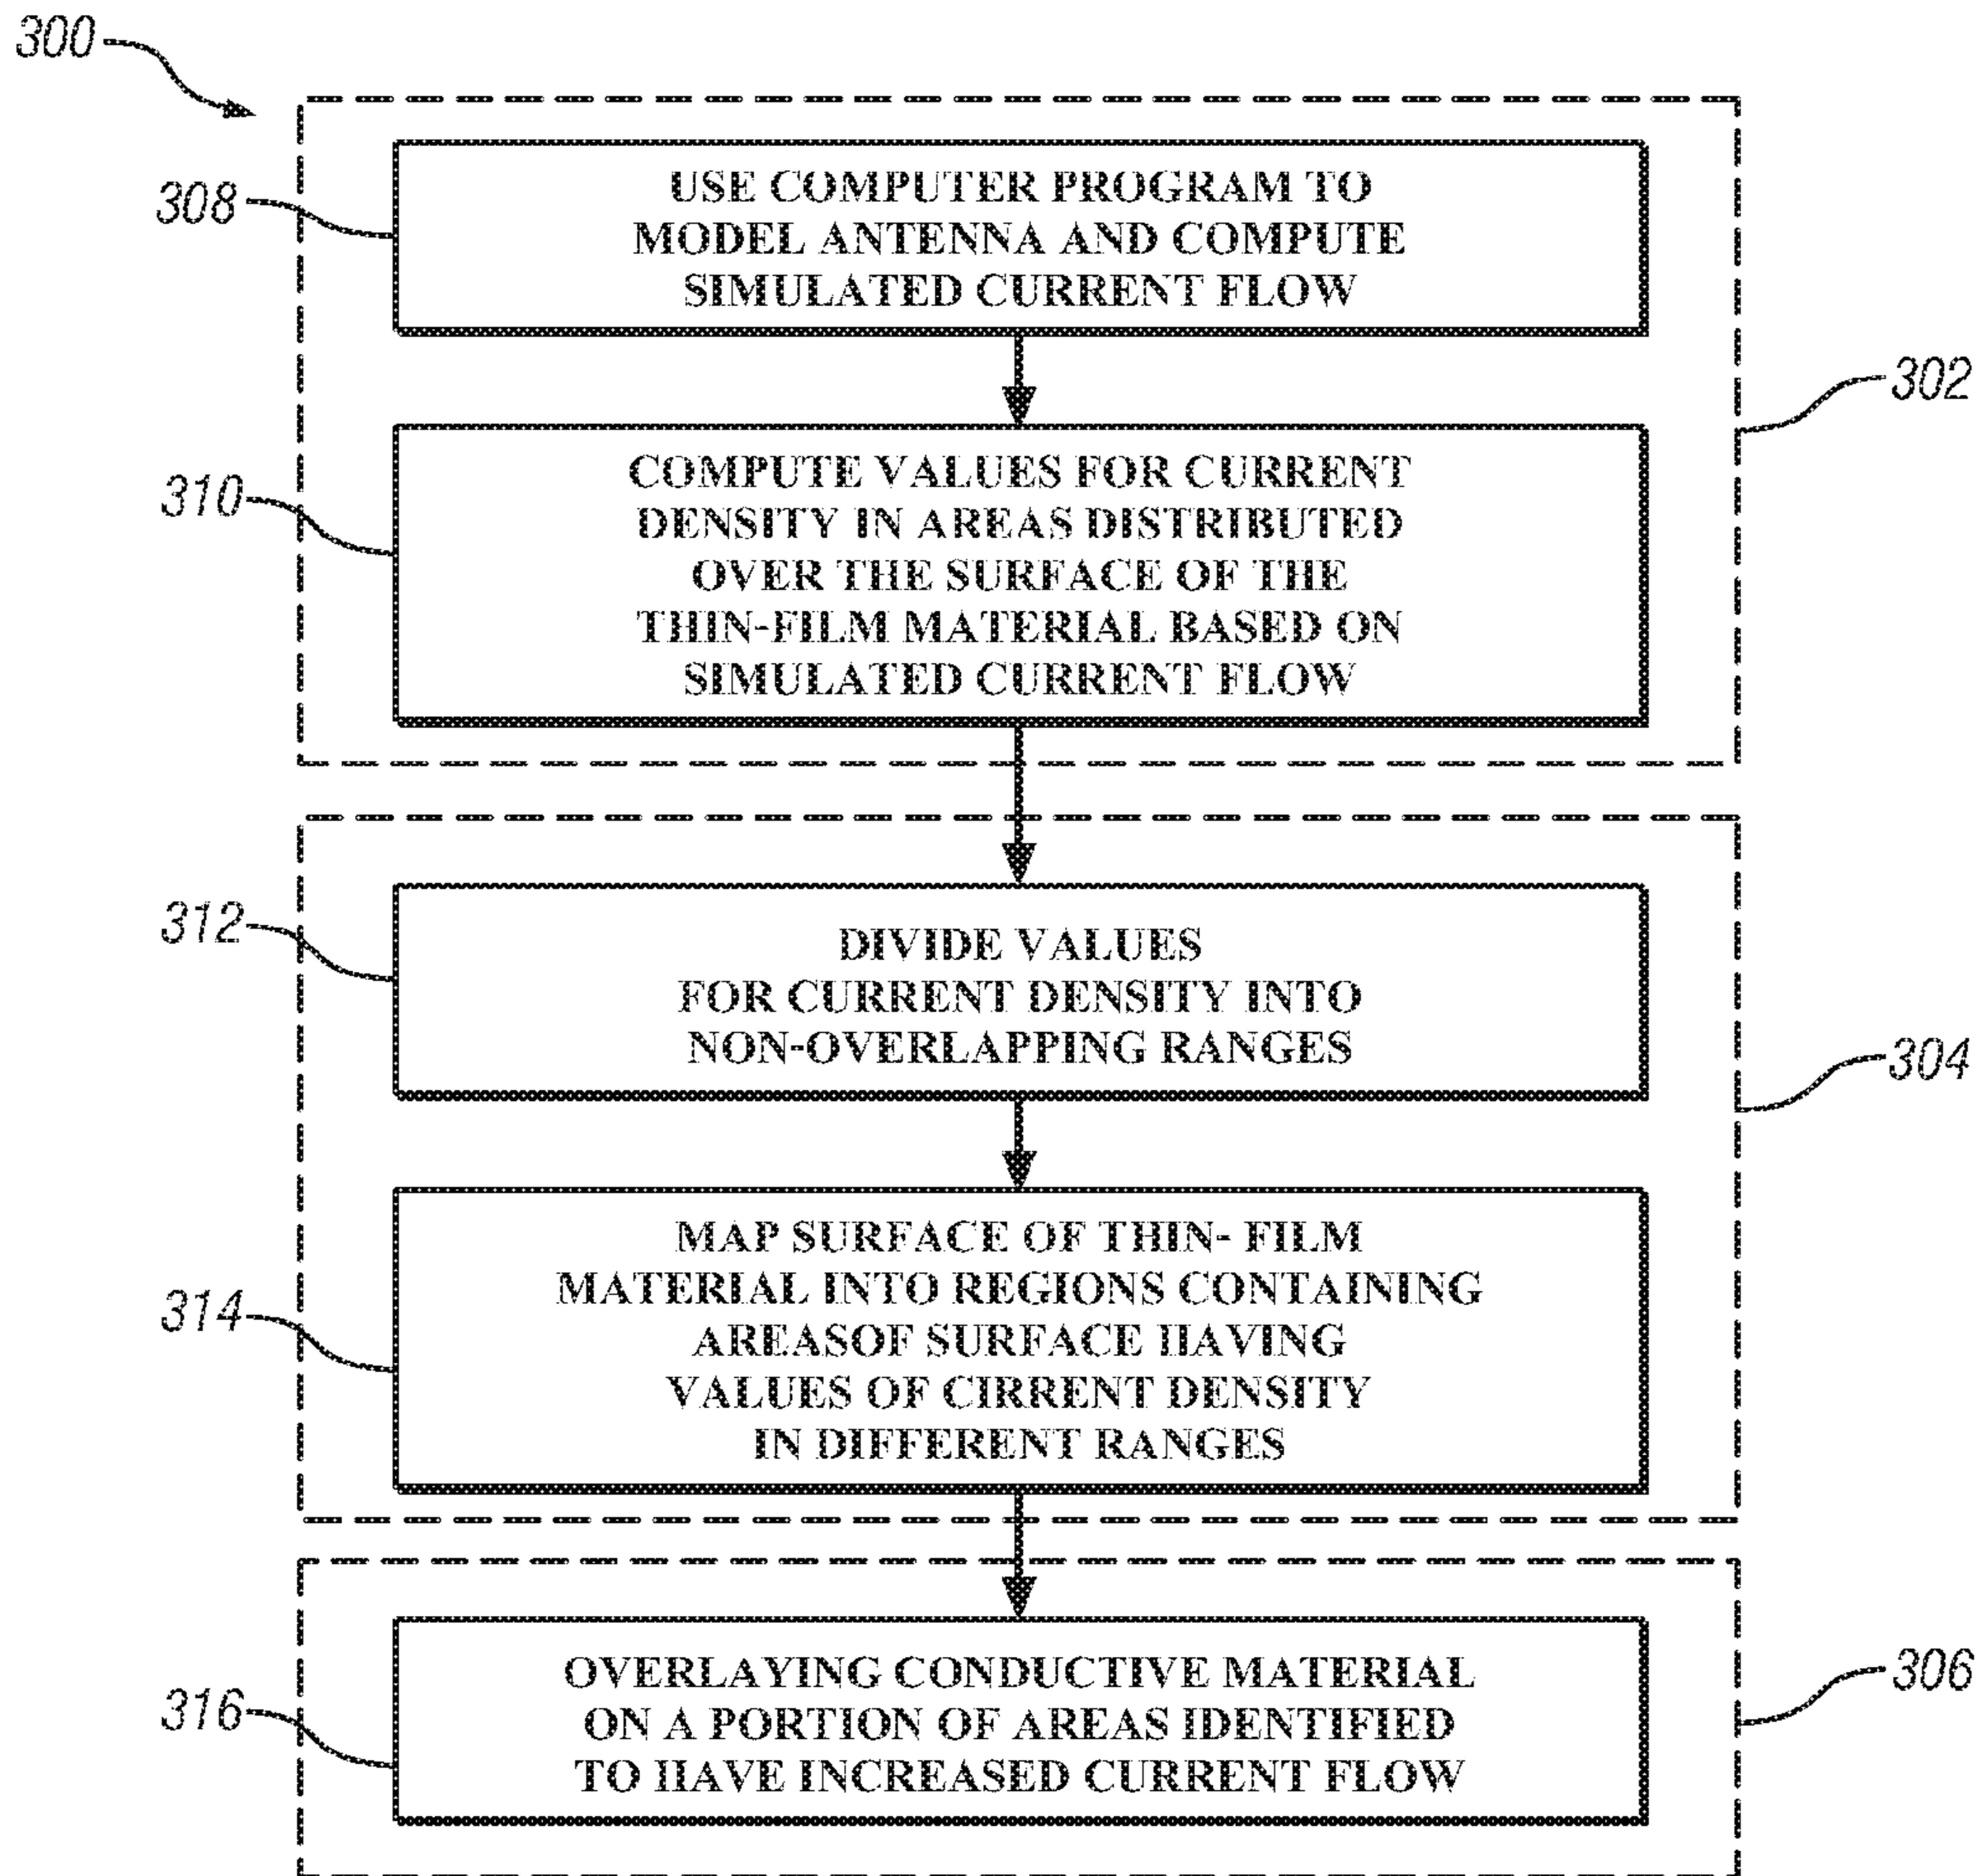 300
308
USE COMPUTER PROGRAM TO
MODEL ANTENNA AND COMPUTE
SIMULATED CURRENT FLOW
302
310
COMPUTE VALUES FOR CURRENT
DENSITY IN AREAS DISTRIBUTED
OVER THE SURFACE OF THE
THIN-FILM MATERIAL BASED ON
SIMULATED CURRENT FLOW
312
DIVIDE VALUES
FOR CURRENT DENSITY INTO
NON-OVERLAPPING RANGES
304
314
MAP SURFACE OF THIN- FILM
MATERIAL INTO REGIONS CONTAINING
AREASOF SURFACE HAVING
VALUES OF CIRRENT DENSITY
IN DIFFERENT RANGES
316
OVERLAYING CONDUCTIVE MATERIAL
ON A PORTION OF AREAS IDENTIFIED
TO HAVE INCREASED CURRENT FLOW
306